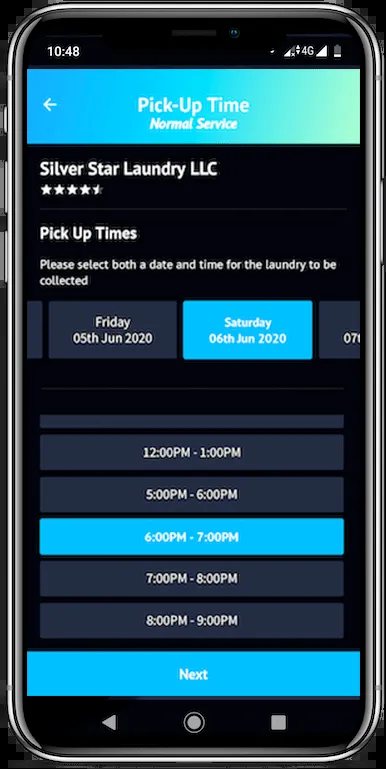 10:48
4G
Pick-Up Time
Normal Service
Silver Star Laundry LLC
Pick Up Times
Please select both a date and time for the laundry to be
collected
Friday
05th Jun 2020
Saturday
06th Jun 2020
07t
12:00PM - 1:00PM
5:00PM - 6:00PM
6:00PM - 7:00PM
7:00PM - 8:00PM
8:00PM - 9:00PM
Next